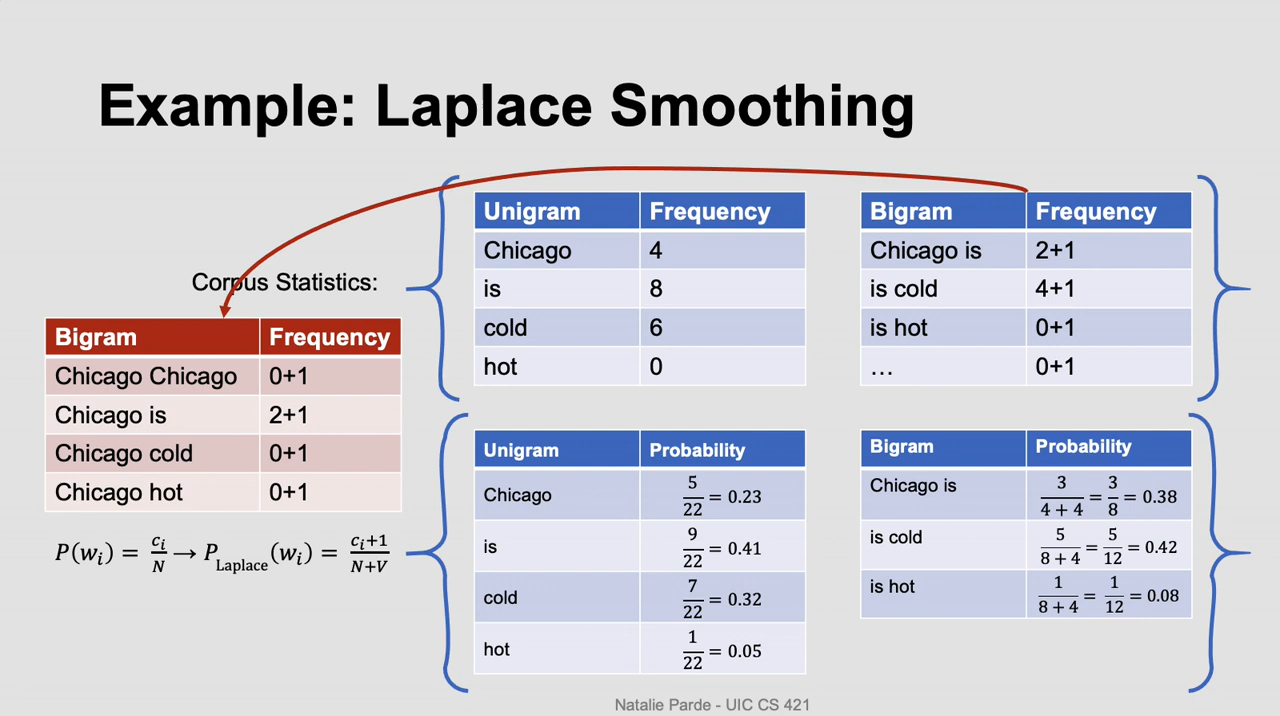 Example: Laplace Smoothing
Corpus Statistics:
Unigram Frequency
Chicago 4
is 8
cold 6
hot 0
Bigram Frequency
Chicago is 2+1
is cold 4+1
is hot 0+1
… 0+1
Bigram Frequency
Chicago Chicago 0+1
Chicago is 2+1
Chicago cold 0+1
Chicago hot 0+1
P(wᵢ) = cᵢ/N → P_Laplace(wᵢ) = (cᵢ+1)/(N+V)
Unigram Probability
Chicago 5/22 = 0.23
is 9/22 = 0.41
cold 7/22 = 0.32
hot 1/22 = 0.05
Bigram Probability
Chicago is 3/(4+4) = 3/8 = 0.38
is cold 5/(8+4) = 5/12 = 0.42
is hot 1/(8+4) = 1/12 = 0.08
Natalie Parde - UIC CS 421